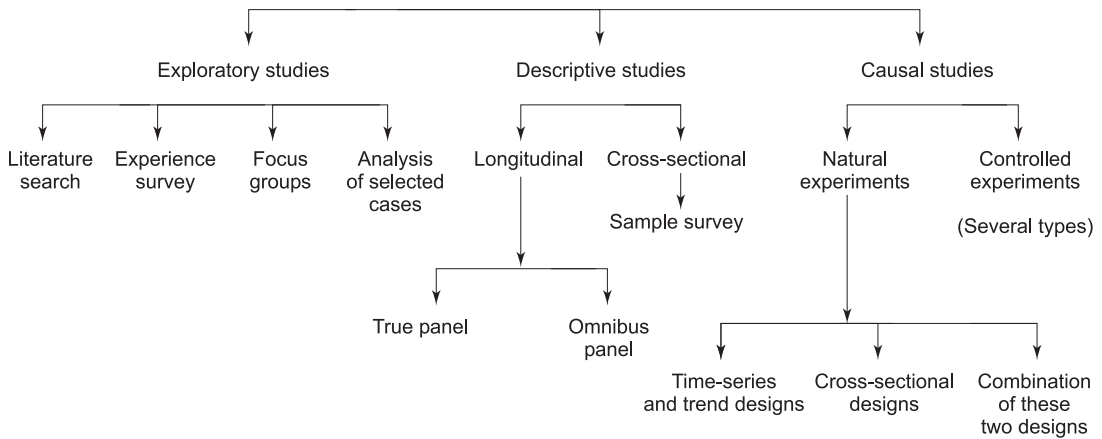 Exploratory studies
Descriptive studies
Causal studies
Literature
search
Experience
survey
Focus
groups
Analysis
of selected
cases
Longitudinal
Cross-sectional
Sample survey
Natural
experiments
Controlled
experiments
(Several types)
True panel
Omnibus
panel
Time-series
and trend designs
Cross-sectional
designs
Combination
of these
two designs